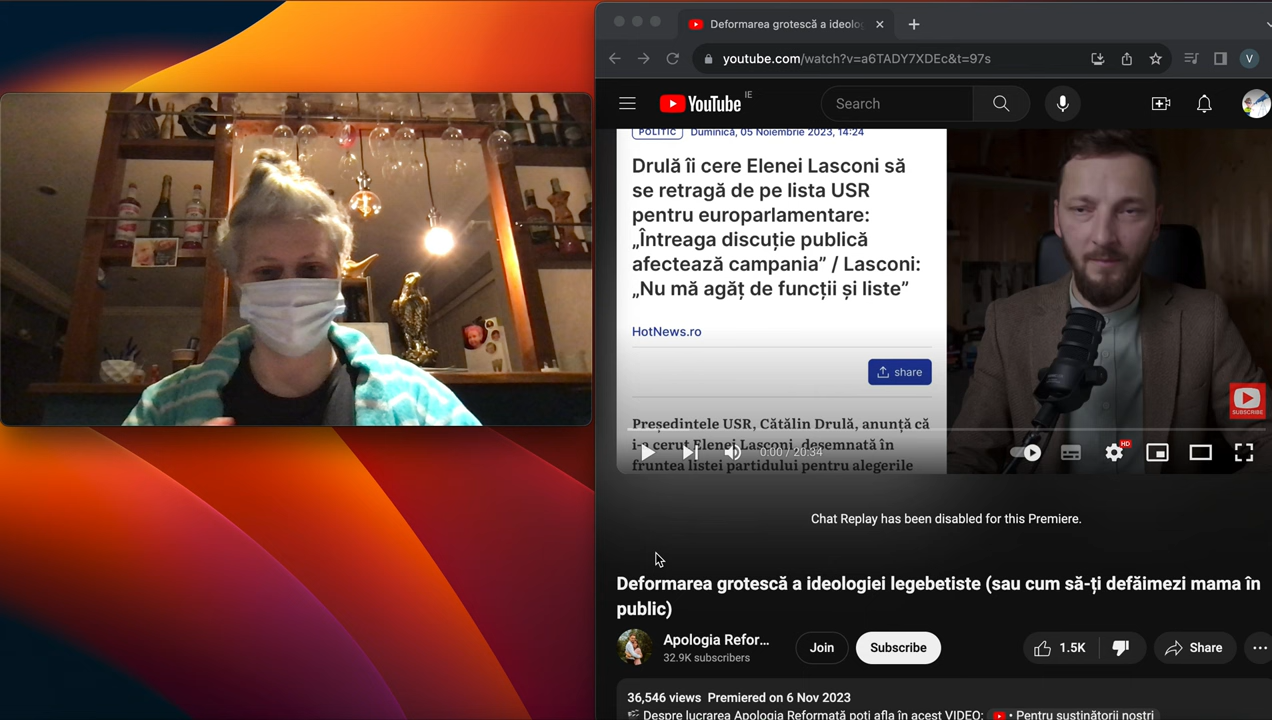 Deformarea grotescă a ideolo
youtube.com/watch?v=a6TADY7XDEc&t=97s
V
YouTube IE
Search
POLITIC Duminică, 05 Noiembrie 2023, 14:24
Drulă îi cere Elenei Lasconi să
se retragă de pe lista USR
pentru europarlamentare:
„Întreaga discuție publică
afectează campania” / Lasconi:
„Nu mă agăț de funcții și liste”
HotNews.ro
share
Președintele USR, Cătălin Drulă, anunță că
i-a cerut Elenei Lasconi, desemnată în
fruntea listei partidului pentru alegerile
SUBSCRIBE
0:00 / 20:34
HD
Chat Replay has been disabled for this Premiere.
Deformarea grotescă a ideologiei legebetiste (sau cum să-ți defăimezi mama în
public)
Apologia Refor...
32.9K subscribers
Join
Subscribe
1.5K
Share
36,546 views Premiered on 6 Nov 2023
Despre lucrarea Apologia Reformată poți afla în acest VIDEO: • Pentru susținătorii noștri